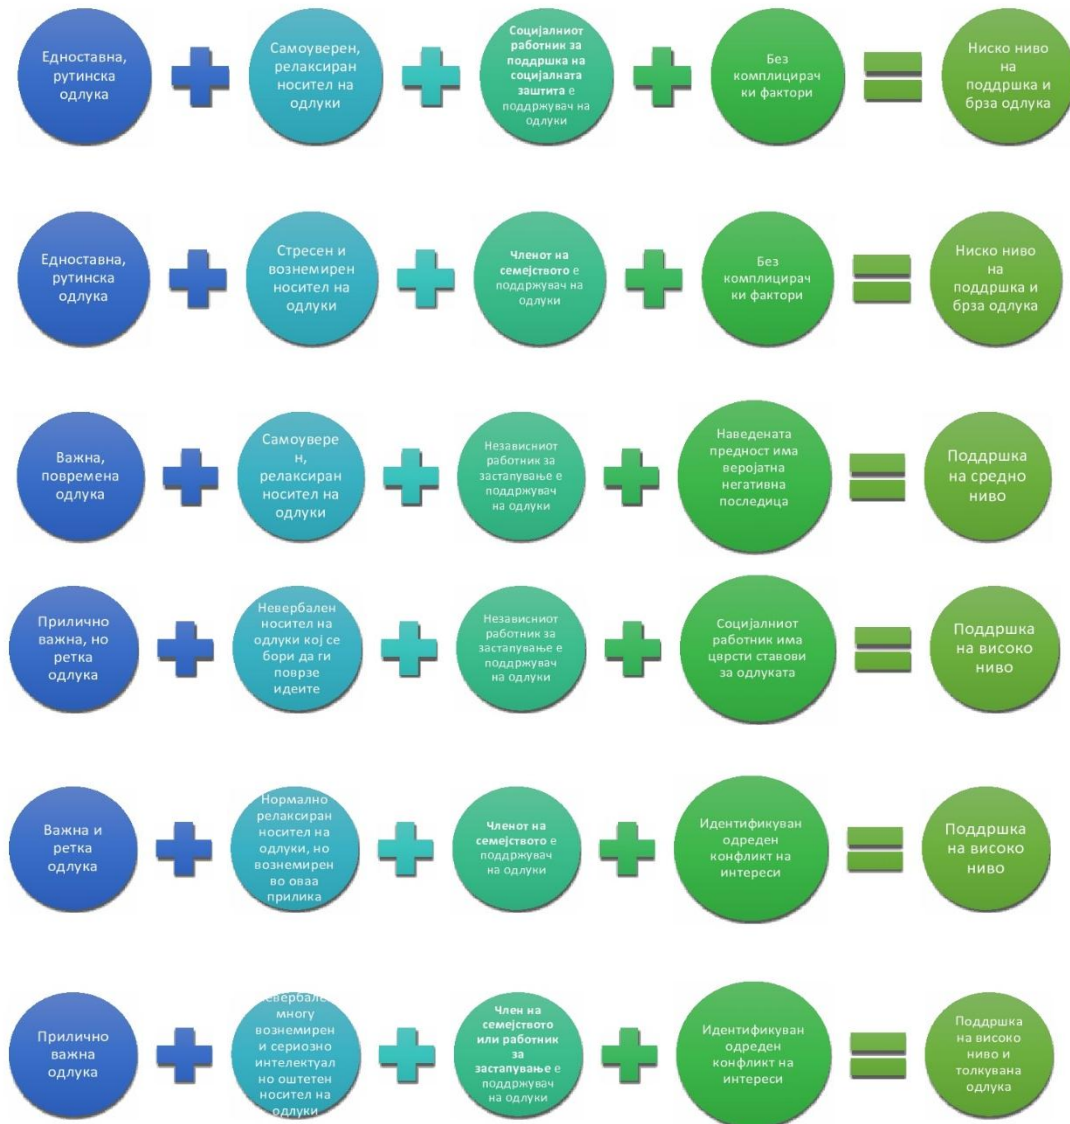 Едноставна,
рутинска
одлука
Самоуверен,
релаксиран
носител на
одлуки
Социјалниот
работник за
поддршка на
социјалната
заштита е
поддржувач на
одлуки
Без
комплицирач
ки фактори
Ниско ниво
на
поддршка и
брза одлука
Едноставна,
рутинска
одлука
Стресен и
вознемирен
носител на
одлуки
Членот на
семејството е
поддржувач на
одлуки
Без
комплицирач
ки фактори
Ниско ниво
на
поддршка и
брза одлука
Важна,
повремена
одлука
Самоувере
н,
релаксиран
носител на
одлуки
Независниот
работник за
застапување е
поддржувач
на одлуки
Наведената
предност има
веројатна
негативна
последица
Поддршка
на средно
ниво
Прилично
важна, но
ретка
одлука
Невербален
носител на
одлуки кој се
бори да ги
поврзе
идеите
Независниот
работник за
застапување е
поддржувач
на одлуки
Социјалниот
работник има
цврсти ставови
за одлуката
Поддршка
на високо
ниво
Важна и
ретка
одлука
Нормално
релаксиран
носител на
одлуки, но
вознемирен
во оваа
прилика
Членот на
семејството е
поддржувач
на одлуки
Идентификуван
одреден
конфликт на
интереси
Поддршка
на високо
ниво
Прилично
важна
одлука
многу
вознемирен
и сериозно
интелектуал
но оштетен
носител на
одлуки
Член на
семејството
или работник
за
застапување е
поддржувач
на одлуки
Идентификуван
одреден
конфликт на
интереси
Поддршка
на високо
ниво и
толкувана
одлука